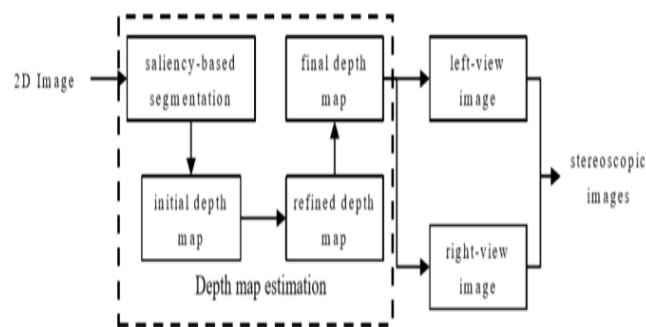 2D Image
saliency-based
segmentation
initial depth
map
refined depth
map
final depth
map
Depth map estimation
left-view
image
right-view
image
stereoscopic
images